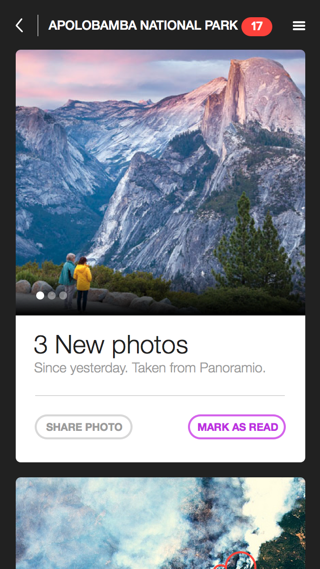 APOLOBAMBA NATIONAL PARK 17
3 New photos
Since yesterday. Taken from Panoramio.
SHARE PHOTO MARK AS READ